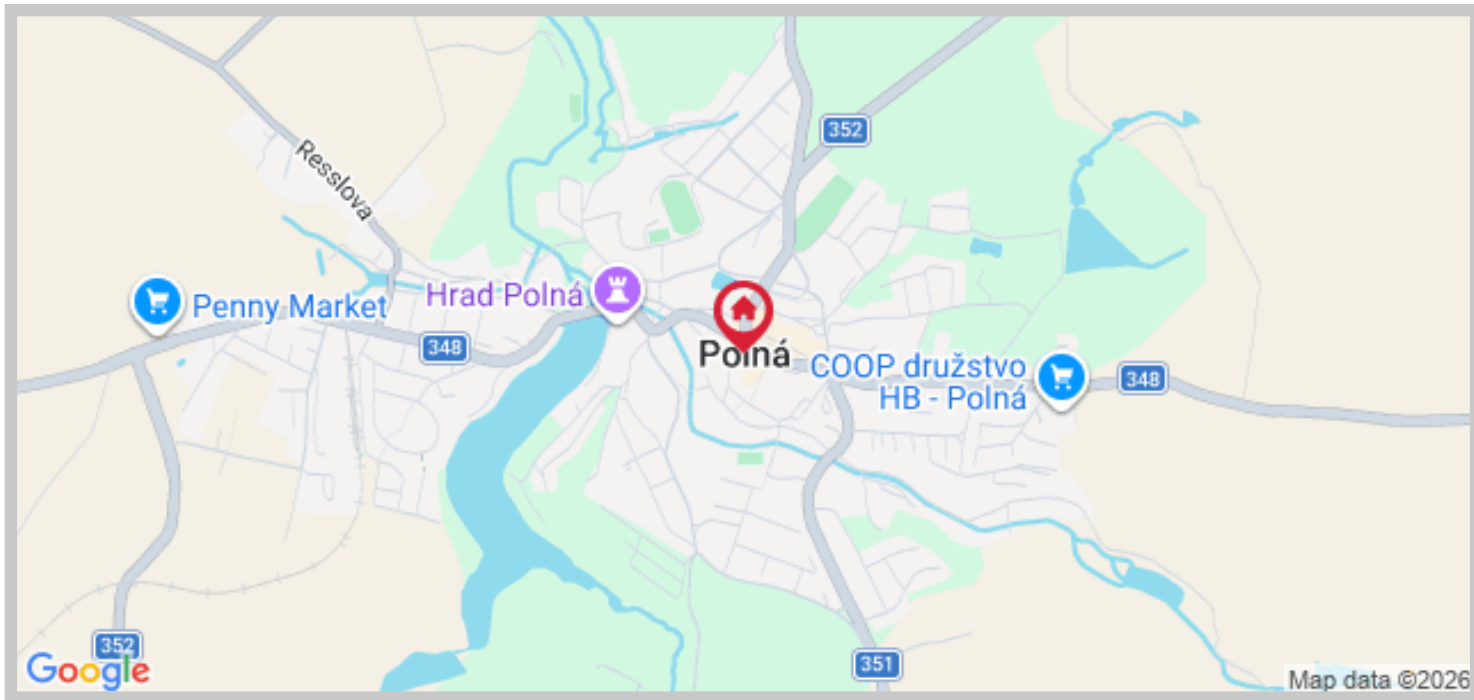 352
Resslova
Hrad Polná
Penny Market
348
Polná
COOP družstvo
HB - Polná
348
352
351
Google
Map data ©2026